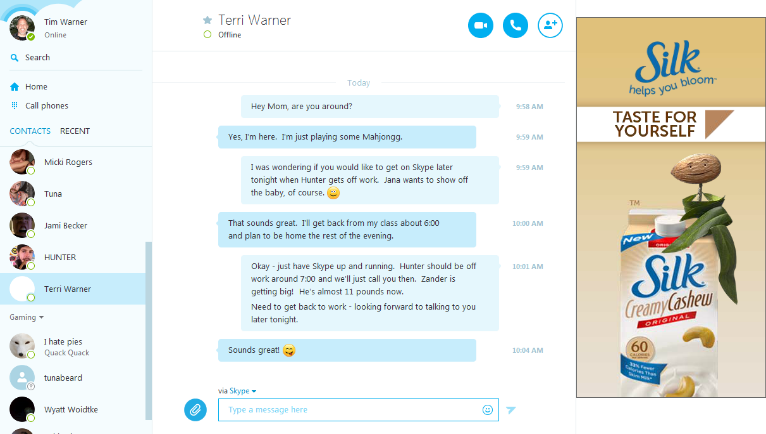 Tim Warner
Online
Search
Home
Call phones
CONTACTS
RECENT
Micki Rogers
Tuna
Jami Becker
HUNTER
Terri Warner
Gaming
I hate pies
Quack Quack
tunabeard
Wyatt Woidtke
Terri Warner
Offline
Today
Hey Mom, are you around?
9:58 AM
Yes, I'm here. I'm just playing some Mahjongg.
9:59 AM
I was wondering if you would like to get on Skype later
tonight when Hunter gets off work. Jana wants to show off
the baby, of course.
9:59 AM
That sounds great. I'll get back from my class about 6:00
and plan to be home the rest of the evening.
10:00 AM
Okay - just have Skype up and running. Hunter should be off
work around 7:00 and we'll just call you then. Zander is
getting big! He's almost 11 pounds now.
Need to get back to work - looking forward to talking to you
later tonight.
10:01 AM
Sounds great!
10:04 AM
via Skype
Type a message here
Silk
helps you bloom™
TASTE FOR
YOURSELF
TM
New
Silk
CreamyCashew
ORIGINAL
60